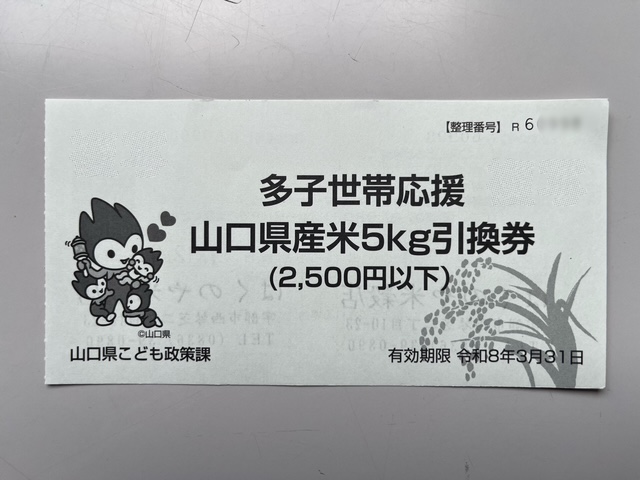 【整理番号】 R 6
多子世帯応援
山口県産米5kg引換券
(2,500円以下)
©山口県
山口県こども政策課
有効期限 令和8年3月31日